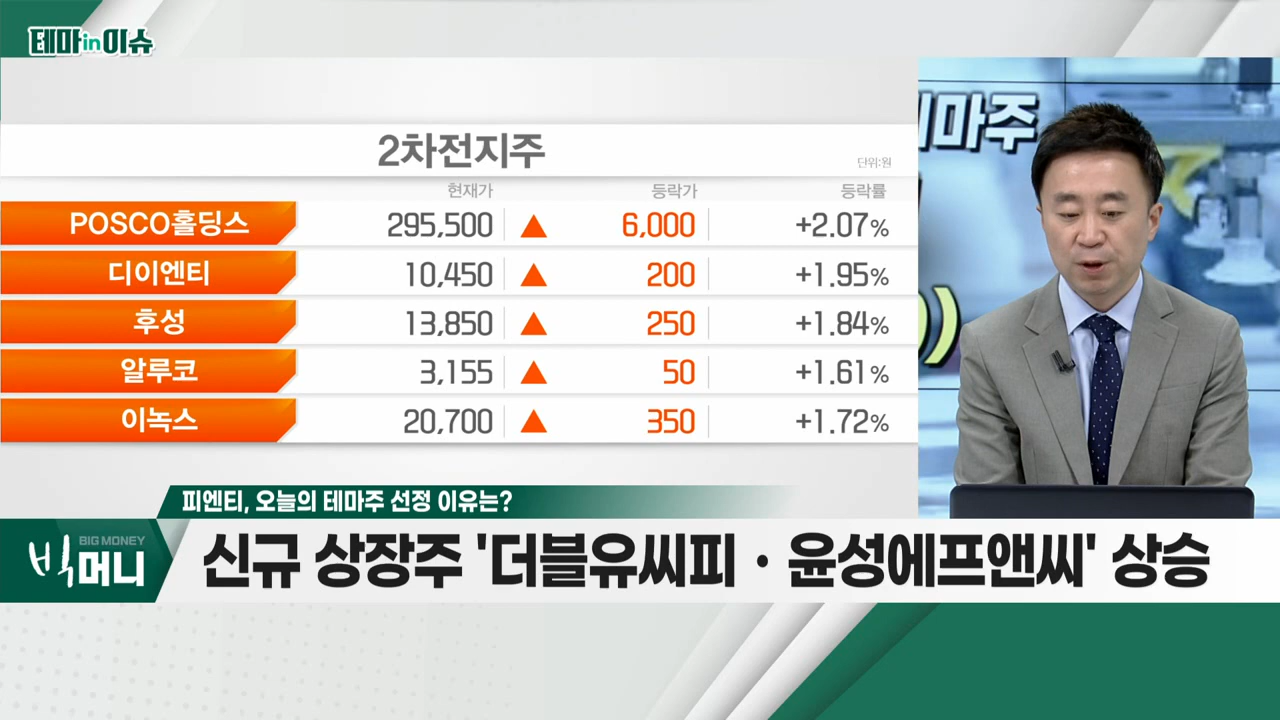 테마in이슈
2차전지주
단위:원
현재가 등락가 등락률
POSCO홀딩스 295,500 ▲ 6,000 +2.07%
디이엔티 10,450 ▲ 200 +1.95%
후성 13,850 ▲ 250 +1.84%
알루코 3,155 ▲ 50 +1.61%
이녹스 20,700 ▲ 350 +1.72%
마주
피엔티, 오늘의 테마주 선정 이유는?
BIG MONEY
빅머니
신규 상장주 '더블유씨피·윤성에프앤씨' 상승